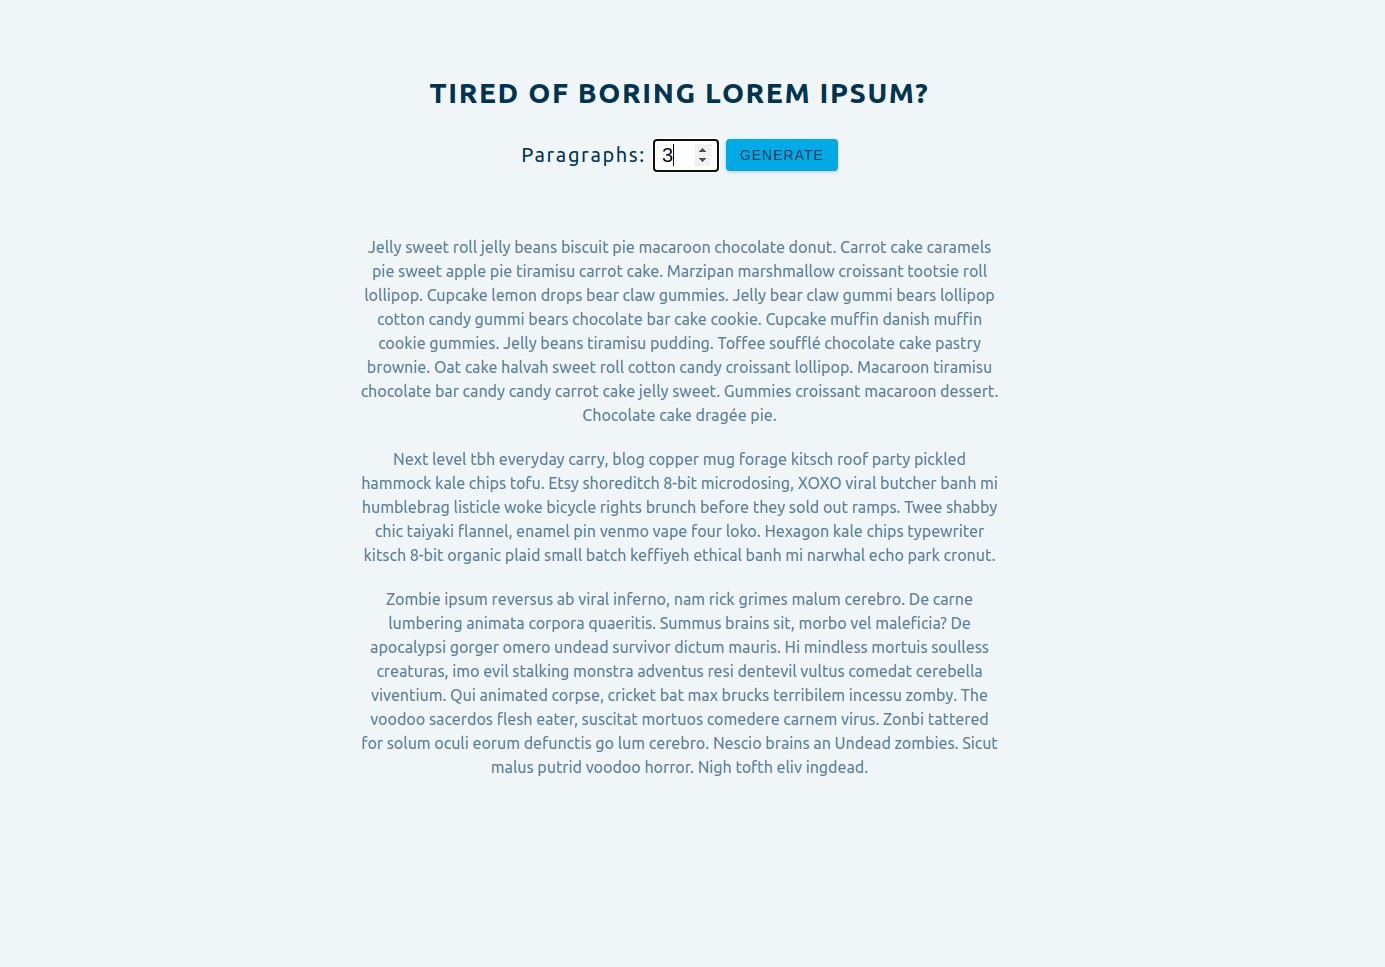 TIRED OF BORING LOREM IPSUM?
Paragraphs: 3 GENERATE
Jelly sweet roll jelly beans biscuit pie macaroon chocolate donut. Carrot cake caramels
pie sweet apple pie tiramisu carrot cake. Marzipan marshmallow croissant tootsie roll
lollipop. Cupcake lemon drops bear claw gummies. Jelly bear claw gummi bears lollipop
cotton candy gummi bears chocolate bar cake cookie. Cupcake muffin danish muffin
cookie gummies. Jelly beans tiramisu pudding. Toffee soufflé chocolate cake pastry
brownie. Oat cake halvah sweet roll cotton candy croissant lollipop. Macaroon tiramisu
chocolate bar candy candy carrot cake jelly sweet. Gummies croissant macaroon dessert.
Chocolate cake dragée pie.
Next level tbh everyday carry, blog copper mug forage kitsch roof party pickled
hammock kale chips tofu. Etsy shoreditch 8-bit microdosing, XOXO viral butcher banh mi
humblebrag listicle woke bicycle rights brunch before they sold out ramps. Twee shabby
chic taiyaki flannel, enamel pin venmo vape four loko. Hexagon kale chips typewriter
kitsch 8-bit organic plaid small batch keffiyeh ethical banh mi narwhal echo park cronut.
Zombie ipsum reversus ab viral inferno, nam rick grimes malum cerebro. De carne
lumbering animata corpora quaeritis. Summus brains sit, morbo vel maleficia? De
apocalypsi gorger omero undead survivor dictum mauris. Hi mindless mortuis soulless
creaturas, imo evil stalking monstra adventus resi dentevil vultus comedat cerebella
viventium. Qui animated corpse, cricket bat max brucks terribilem incessu zomby. The
voodoo sacerdos flesh eater, suscitat mortuos comedere carnem virus. Zonbi tattered
for solum oculi eorum defunctis go lum cerebro. Nescio brains an Undead zombies. Sicut
malus putrid voodoo horror. Nigh tofth eliv ingdead.